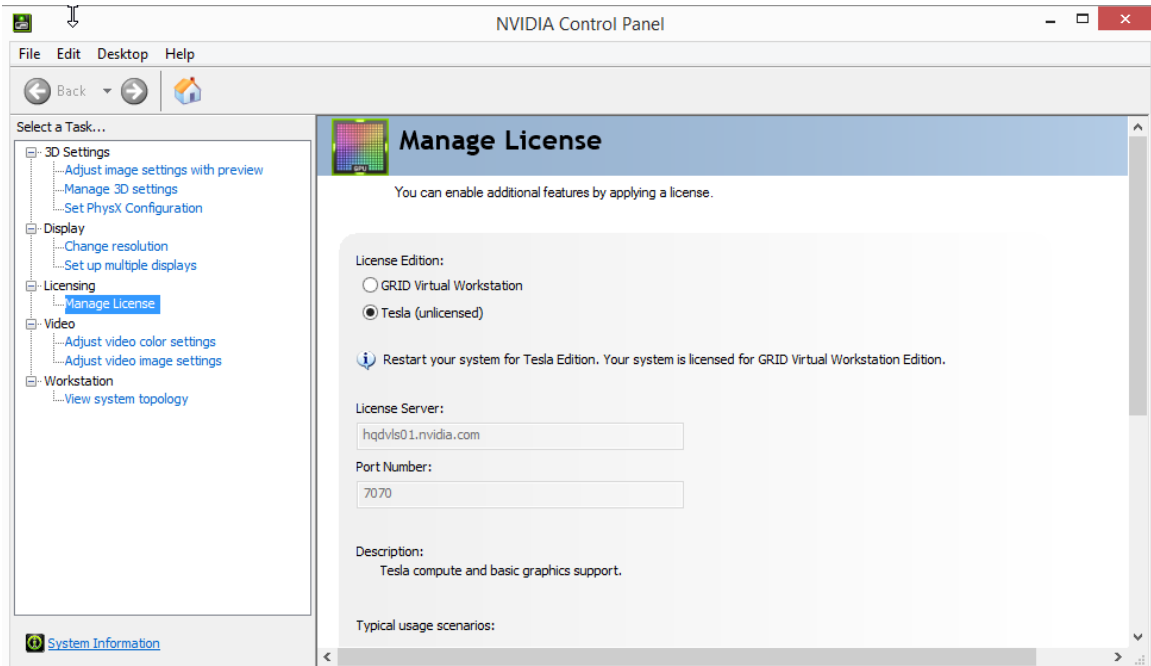 NVIDIA Control Panel
File Edit Desktop Help
Back
Select a Task...
3D Settings
Adjust image settings with preview
Manage 3D settings
Set PhysX Configuration
Display
Change resolution
Set up multiple displays
Licensing
Manage License
Video
Adjust video color settings
Adjust video image settings
Workstation
View system topology
System Information
GPU
Manage License
You can enable additional features by applying a license.
License Edition:
GRID Virtual Workstation
Tesla (unlicensed)
Restart your system for Tesla Edition. Your system is licensed for GRID Virtual Workstation Edition.
License Server:
hqdvls01.nvidia.com
Port Number:
7070
Description:
Tesla compute and basic graphics support.
Typical usage scenarios: